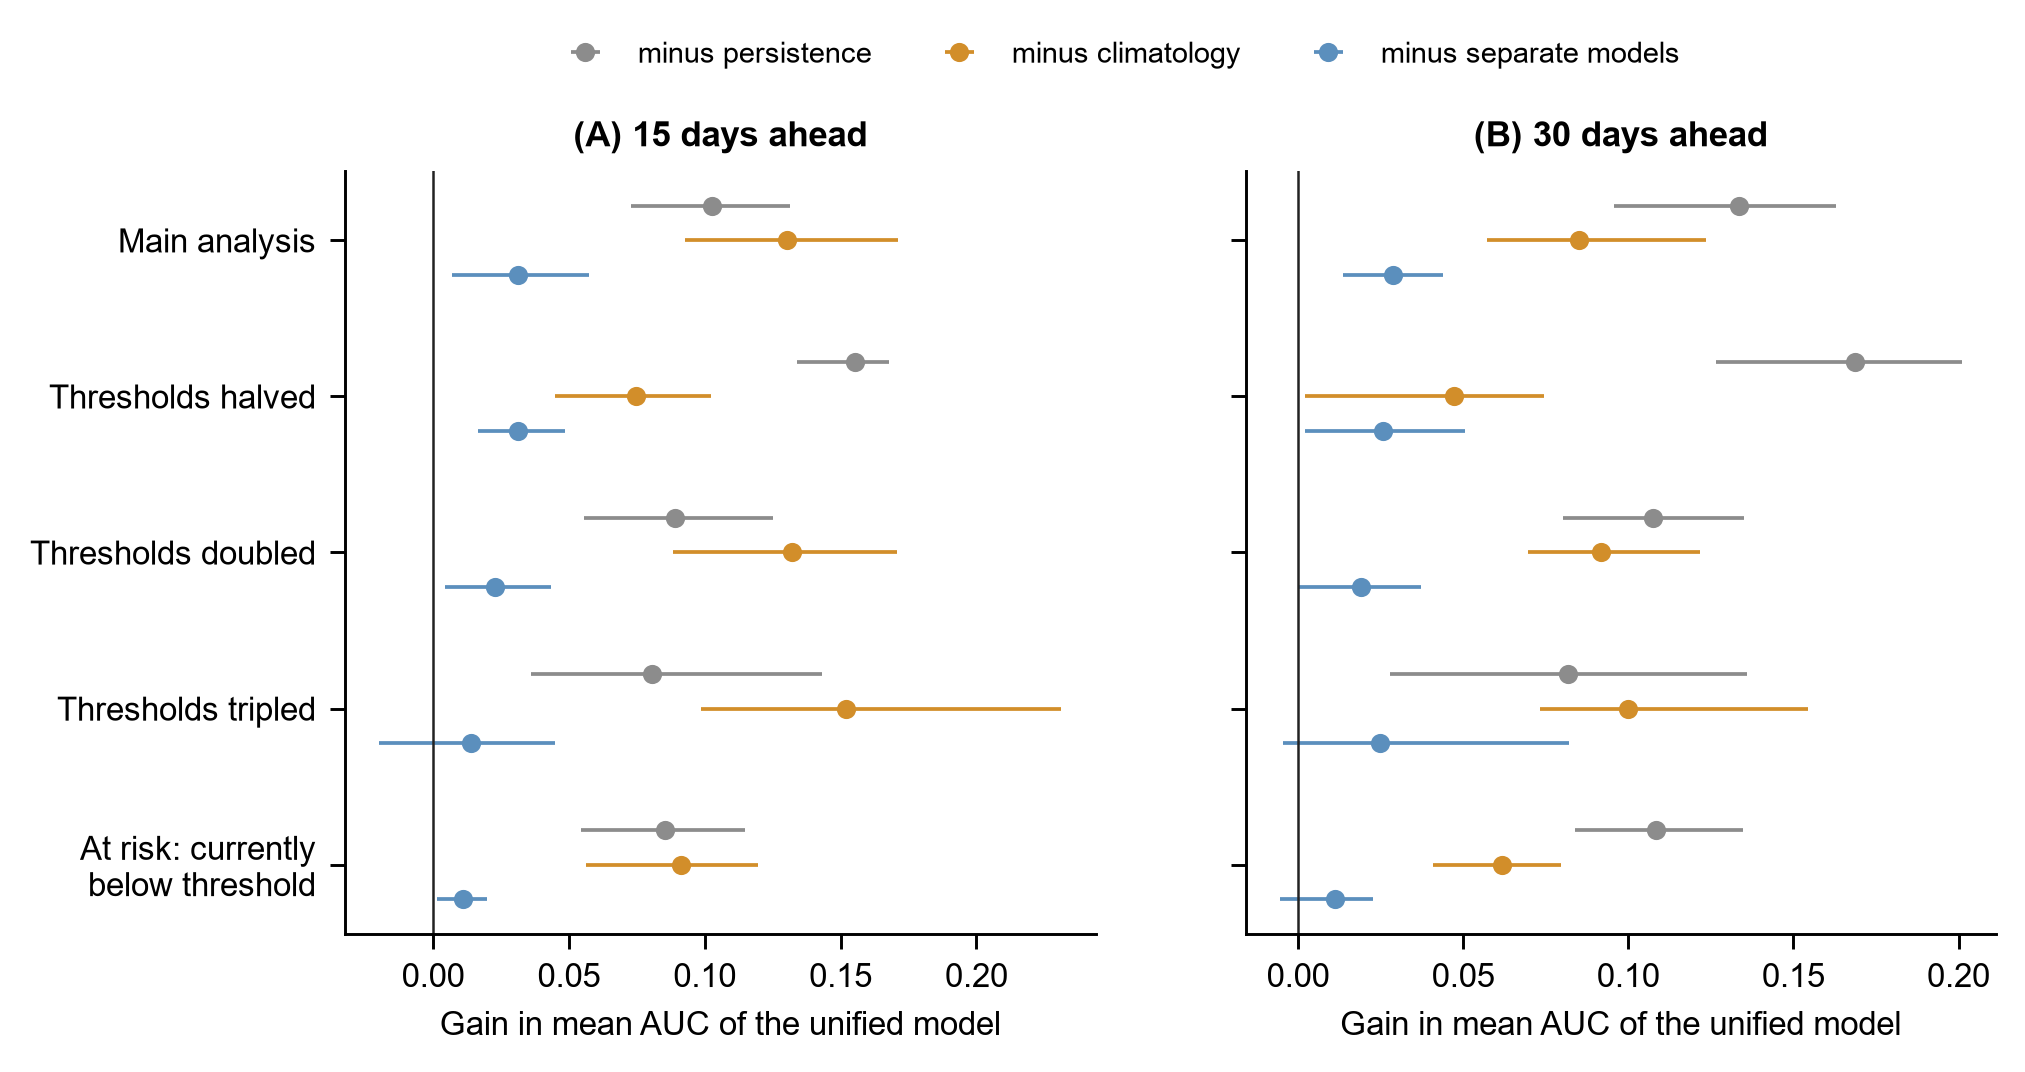 minus persistence
minus climatology
minus separate models
(A) 15 days ahead
(B) 30 days ahead
Main analysis
Thresholds halved
Thresholds doubled
Thresholds tripled
At risk: currently
below threshold
0.00 0.05 0.10 0.15 0.20
0.00 0.05 0.10 0.15 0.20
Gain in mean AUC of the unified model
Gain in mean AUC of the unified model